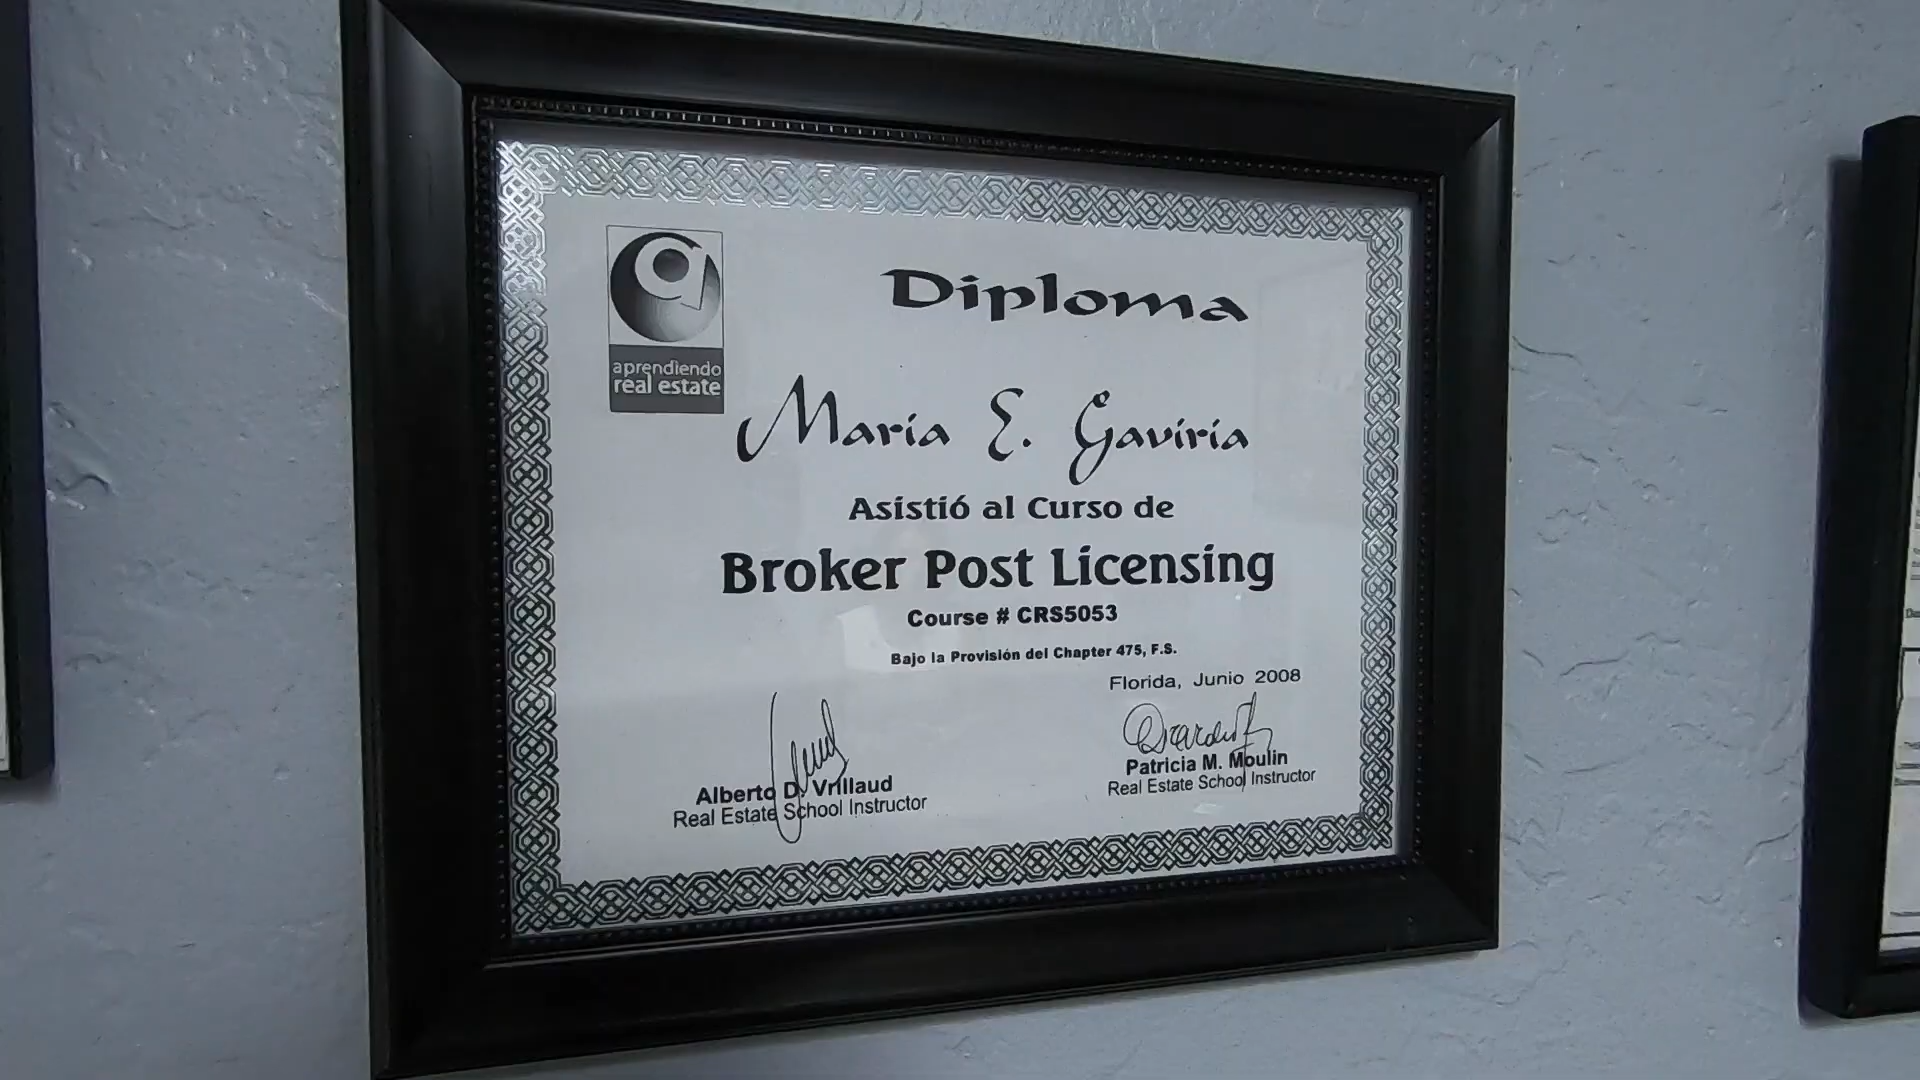 aprendiendo
real estate
Diploma
María E. Gaviria
Asistió al Curso de
Broker Post Licensing
Course # CRS5053
Bajo la Provisión del Chapter 475, F.S.
Florida, Junio 2008
Alberto D. Vrillaud
Real Estate School Instructor
Patricia M. Moulin
Real Estate School Instructor